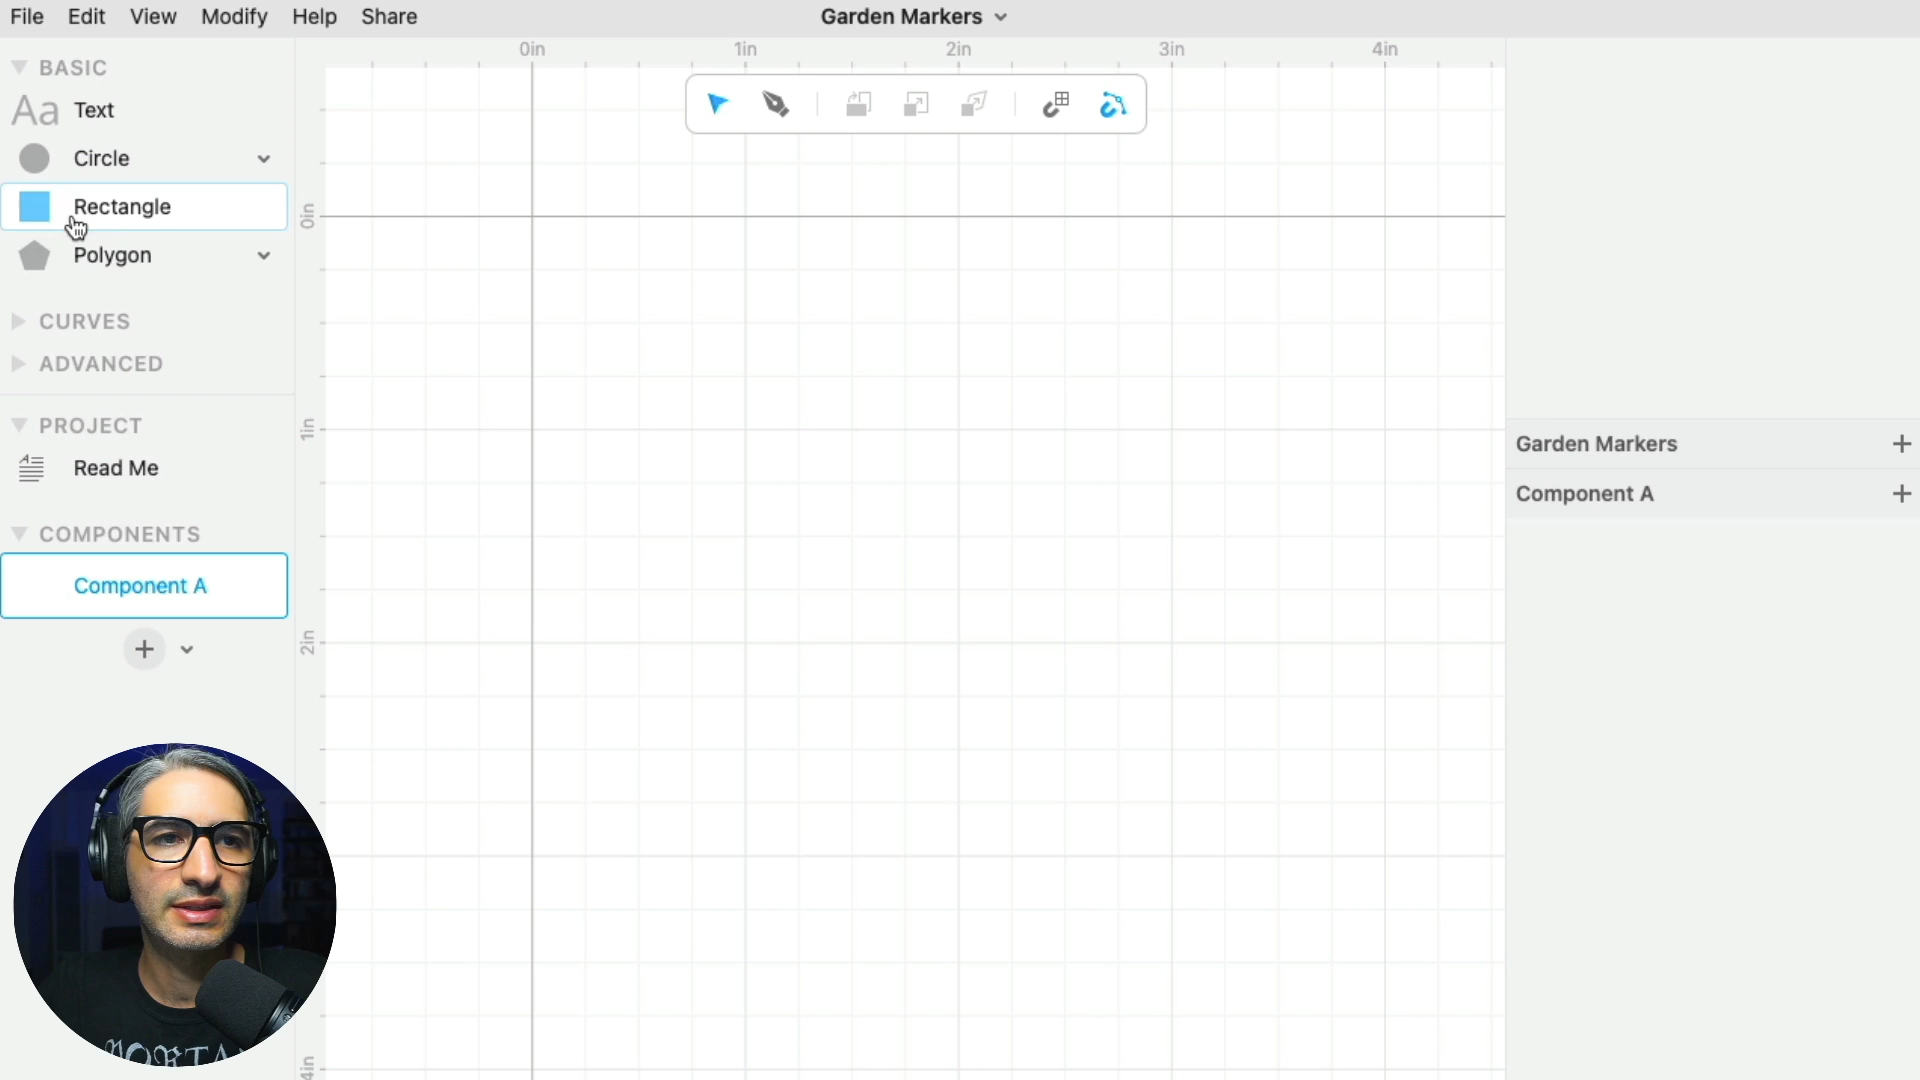 File Edit View Modify Help Share
Garden Markers
0in 1in 2in 3in 4in
BASIC
Aa Text
Circle
Rectangle
Polygon
CURVES
ADVANCED
PROJECT
Read Me
COMPONENTS
Component A
0in
1in
2in
4in
Garden Markers
Component A